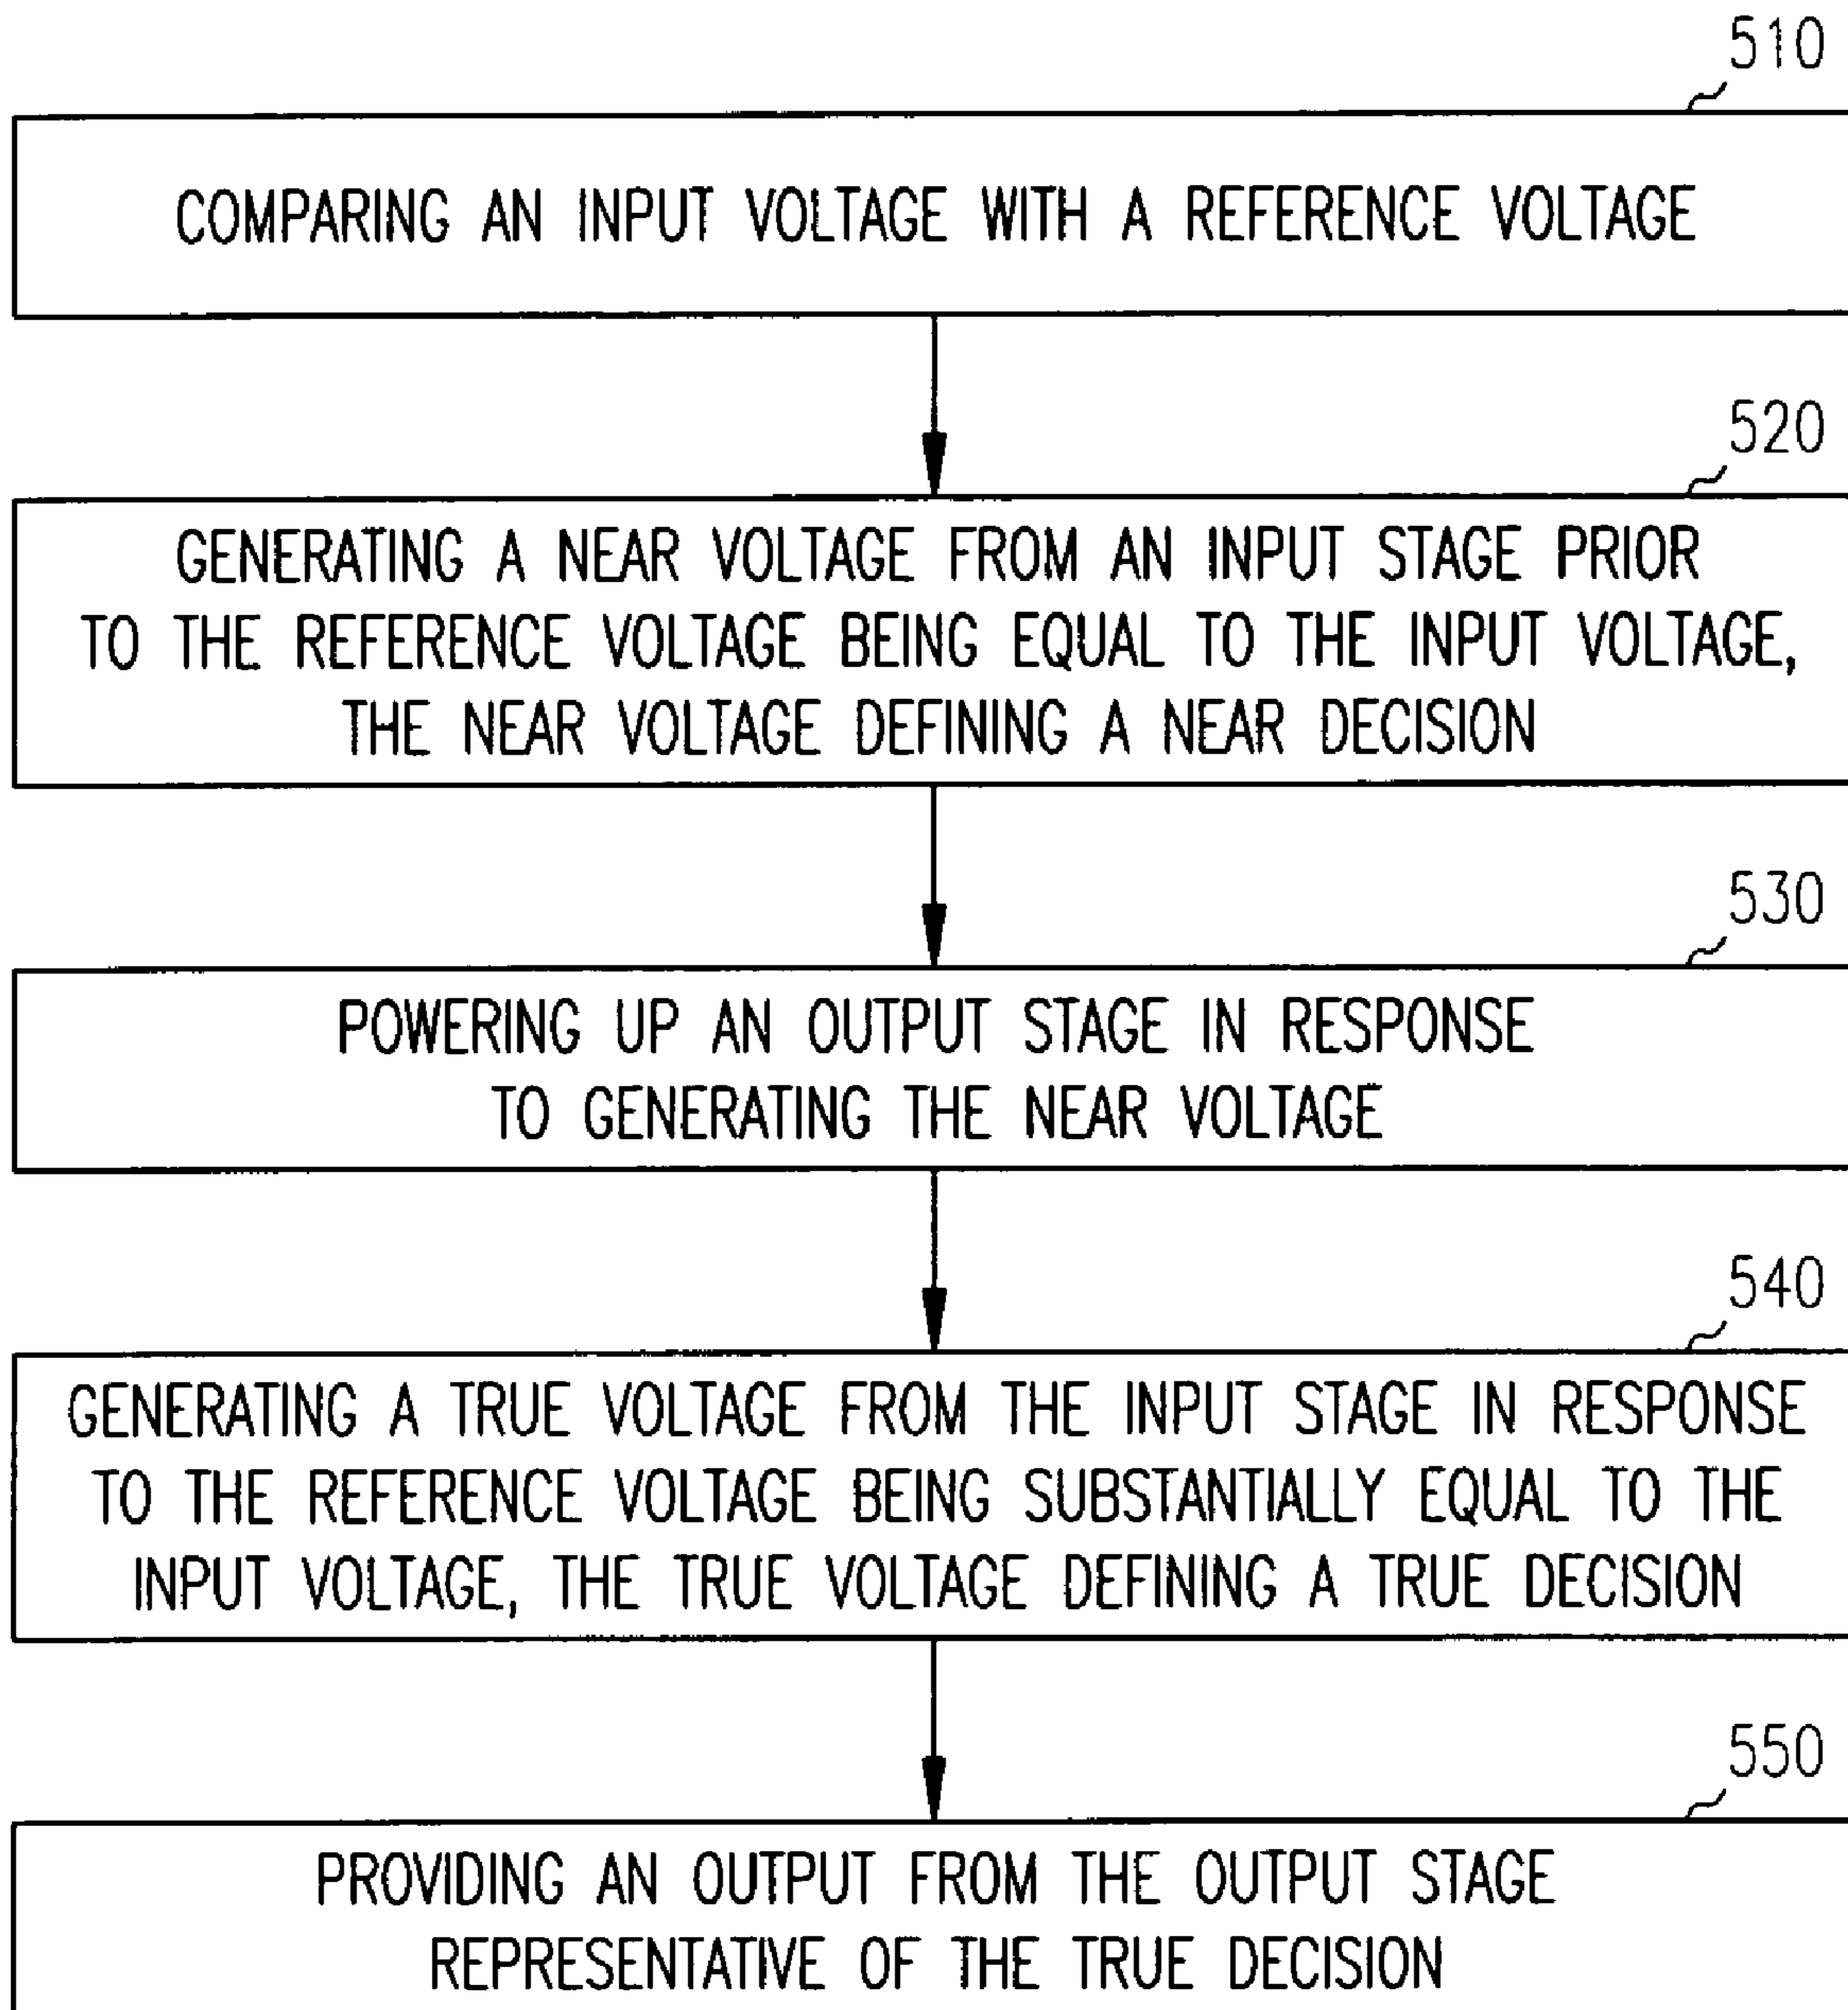 510
COMPARING AN INPUT VOLTAGE WITH A REFERENCE VOLTAGE
520
GENERATING A NEAR VOLTAGE FROM AN INPUT STAGE PRIOR
TO THE REFERENCE VOLTAGE BEING EQUAL TO THE INPUT VOLTAGE,
THE NEAR VOLTAGE DEFINING A NEAR DECISION
530
POWERING UP AN OUTPUT STAGE IN RESPONSE
TO GENERATING THE NEAR VOLTAGE
540
GENERATING A TRUE VOLTAGE FROM THE INPUT STAGE IN RESPONSE
TO THE REFERENCE VOLTAGE BEING SUBSTANTIALLY EQUAL TO THE
INPUT VOLTAGE, THE TRUE VOLTAGE DEFINING A TRUE DECISION
550
PROVIDING AN OUTPUT FROM THE OUTPUT STAGE
REPRESENTATIVE OF THE TRUE DECISION